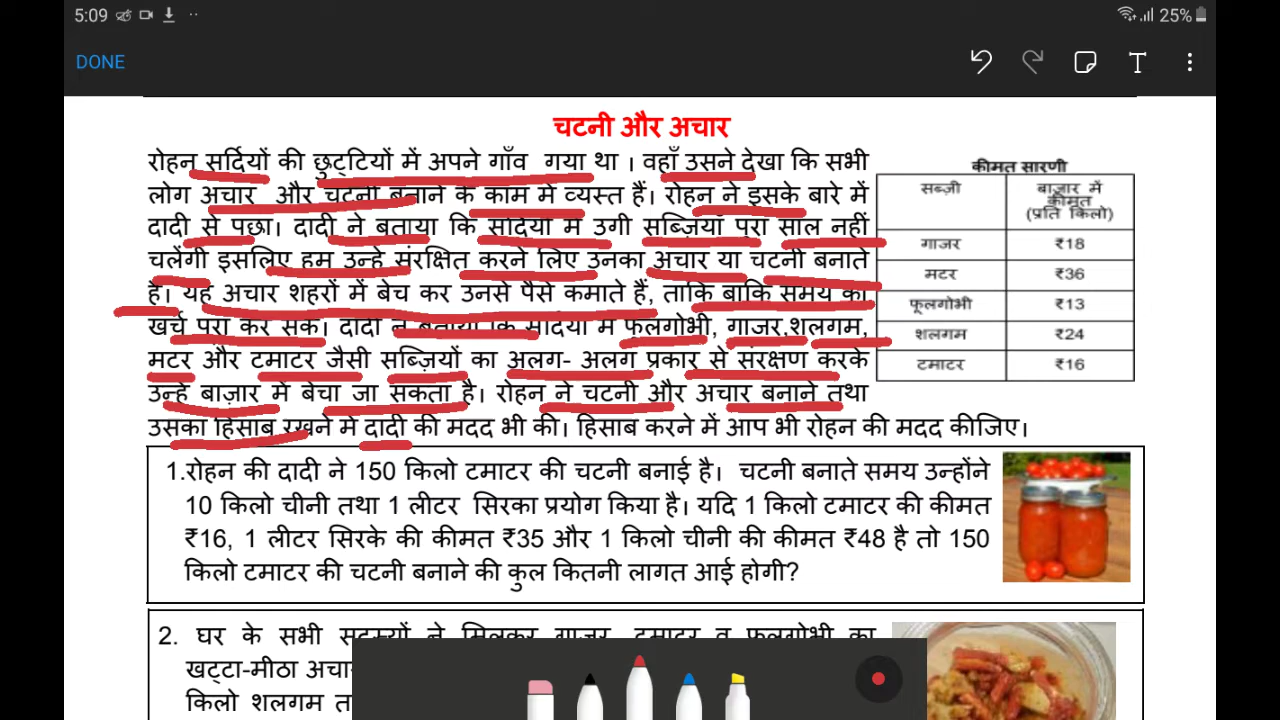 5:09
25%
DONE
चटनी और अचार
रोहन सर्दियों की छुट्टियों में अपने गाँव गया था । वहाँ उसने देखा कि सभी
लोग अचार और चटनी बनाने के काम में व्यस्त हैं। रोहन ने इसके बारे में
दादी से पूछा। दादी ने बताया कि सर्दियों में उगी सब्ज़ियाँ पूरा साल नहीं
चलेंगी इसलिए हम उन्हे संरक्षित करने लिए उनका अचार या चटनी बनाते
है। यह अचार शहरों में बेच कर उनसे पैसे कमाते हैं, ताकि बाकि समय का
खर्च पूरा कर सकें। दादी ने बताया कि सर्दियों में फूलगोभी, गाजर,शलगम,
मटर और टमाटर जैसी सब्ज़ियों का अलग- अलग प्रकार से संरक्षण करके
उन्हे बाज़ार में बेचा जा सकता है। रोहन ने चटनी और अचार बनाने तथा
उसका हिसाब रखने में दादी की मदद भी की। हिसाब करने में आप भी रोहन की मदद कीजिए।
कीमत सारणी
सब्ज़ी बाज़ार में कीमत (प्रति किलो)
गाजर ₹18
मटर ₹36
फूलगोभी ₹13
शलगम ₹24
टमाटर ₹16
1.रोहन की दादी ने 150 किलो टमाटर की चटनी बनाई है। चटनी बनाते समय उन्होंने
10 किलो चीनी तथा 1 लीटर सिरका प्रयोग किया है। यदि 1 किलो टमाटर की कीमत
₹16, 1 लीटर सिरके की कीमत ₹35 और 1 किलो चीनी की कीमत ₹48 है तो 150
किलो टमाटर की चटनी बनाने की कुल कितनी लागत आई होगी?
2. घर के सभी सदस्यों ने मिलकर गाजर, टमाटर व फूलगोभी का
खट्टा-मीठा
किलो शलगम